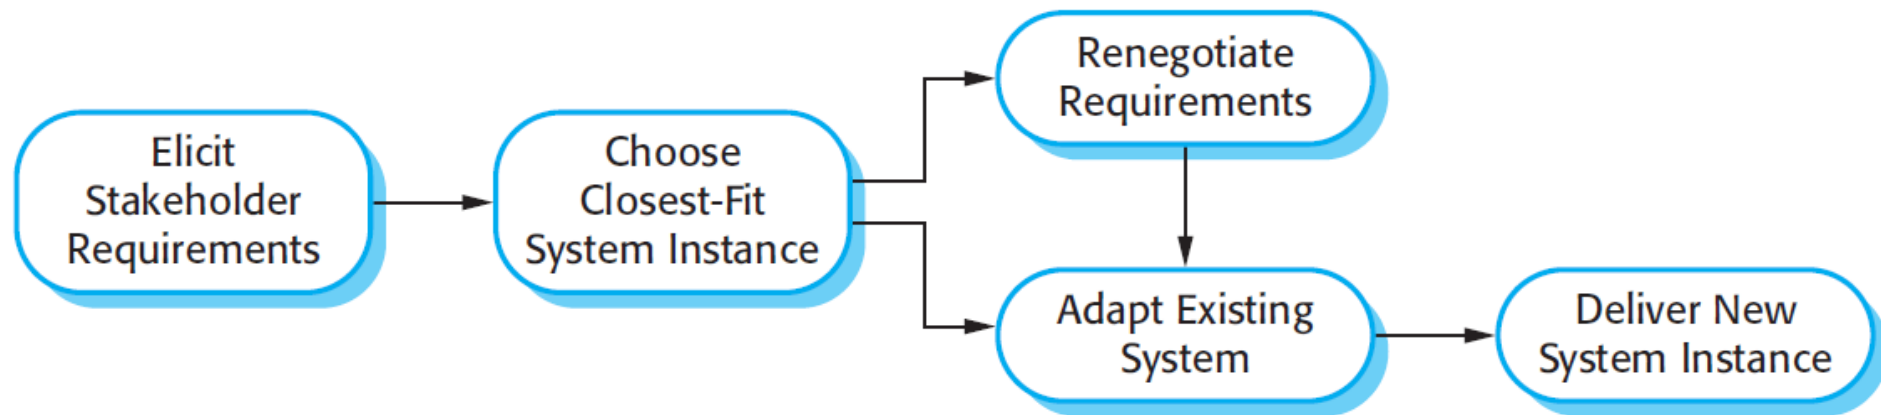 Elicit
Stakeholder
Requirements
Choose
Closest-Fit
System Instance
Renegotiate
Requirements
Adapt Existing
System
Deliver New
System Instance